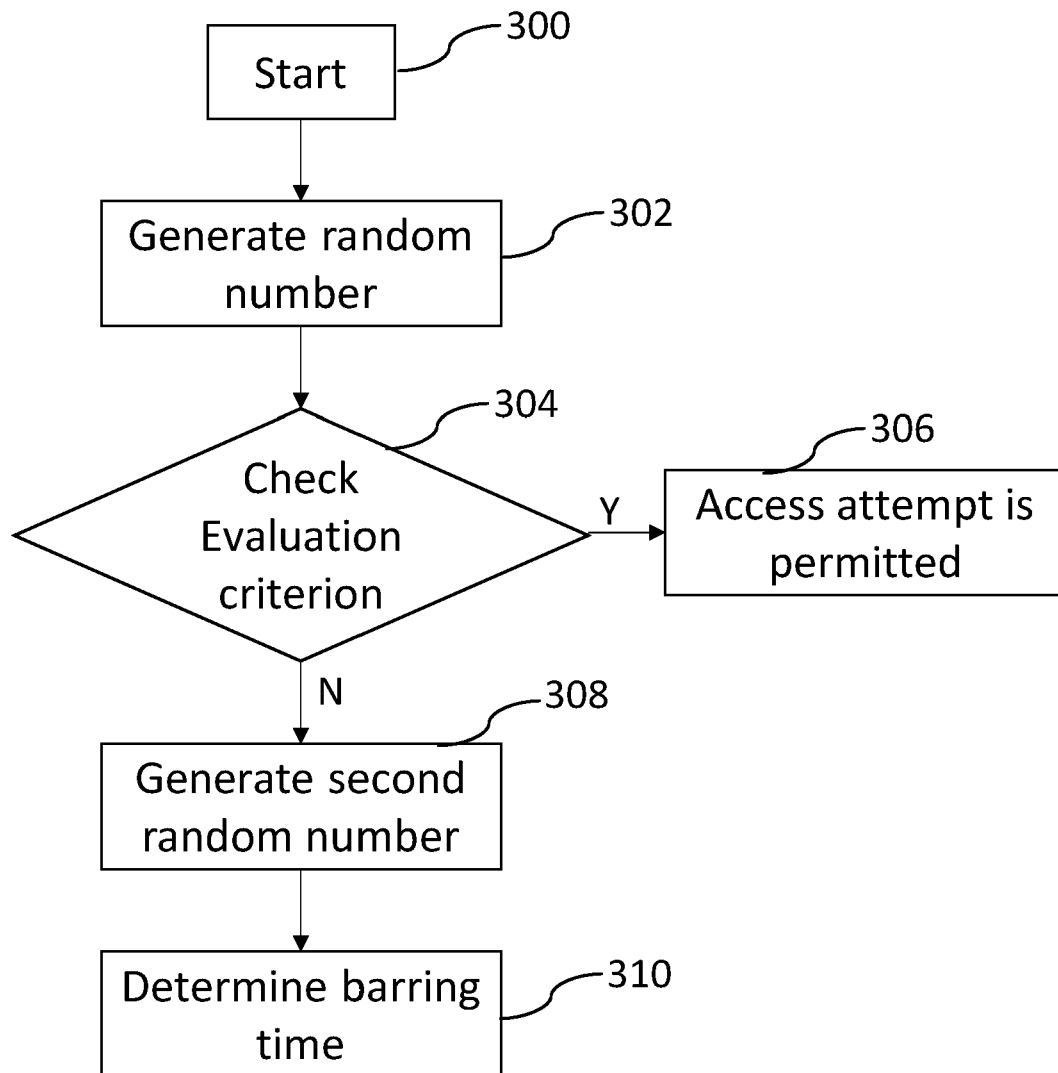 300
Start
302
Generate random
number
304
Check
Evaluation
criterion
Y
306
Access attempt is
permitted
N
308
Generate second
random number
310
Determine barring
time